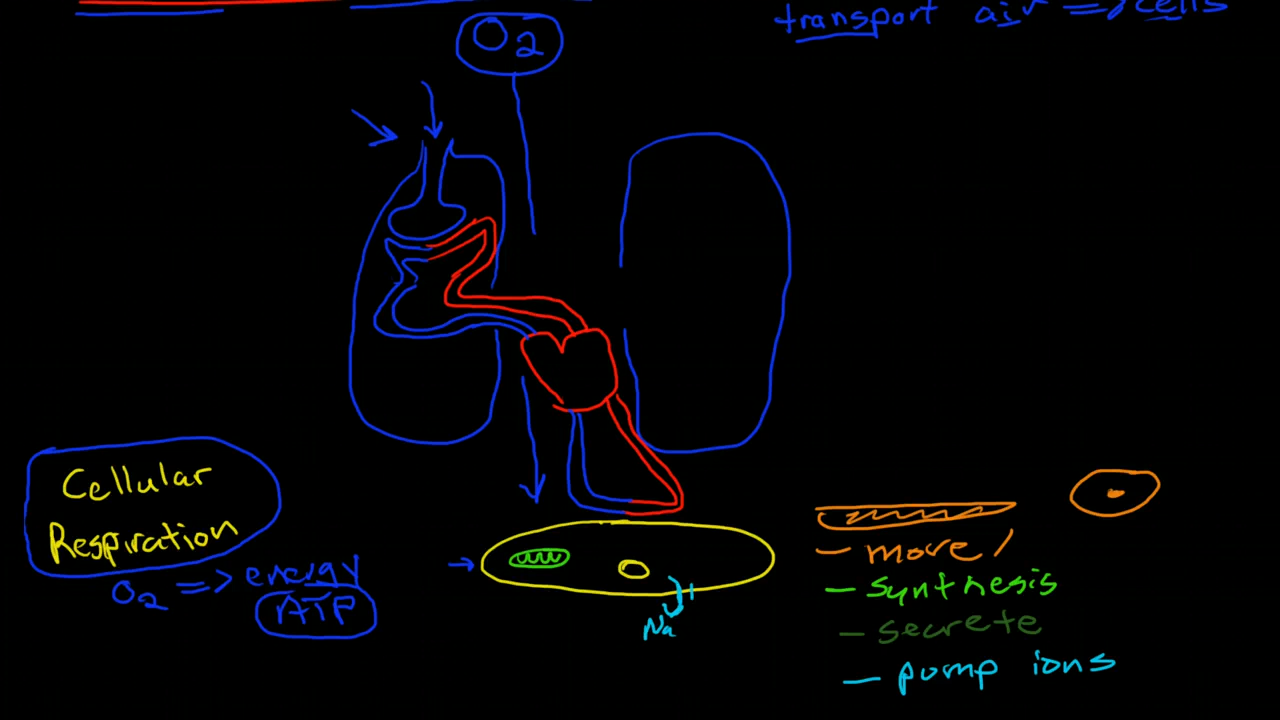 transport air => cells
O2
Cellular
Respiration
O2 => energy
ATP
Na
- move /
- synthesis
- secrete
- pump ions